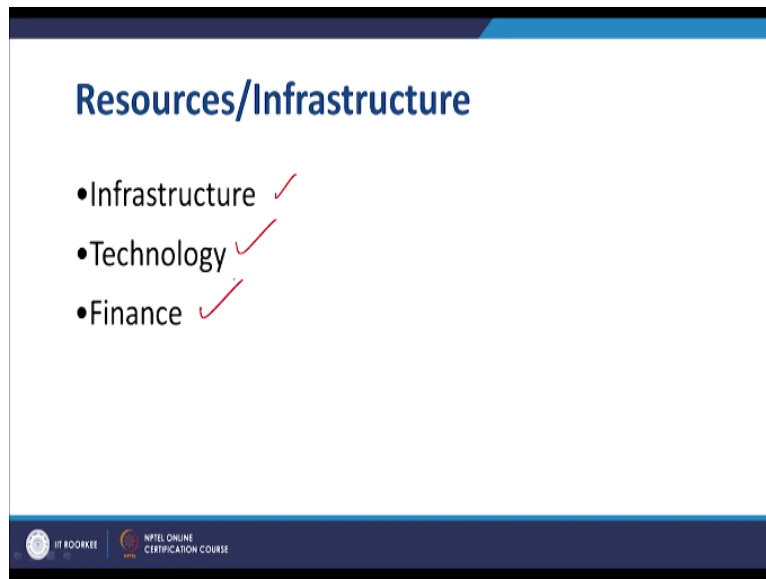 Resources/Infrastructure
•Infrastructure
•Technology
•Finance
IIT ROORKEE
NPTEL ONLINE
CERTIFICATION COURSE